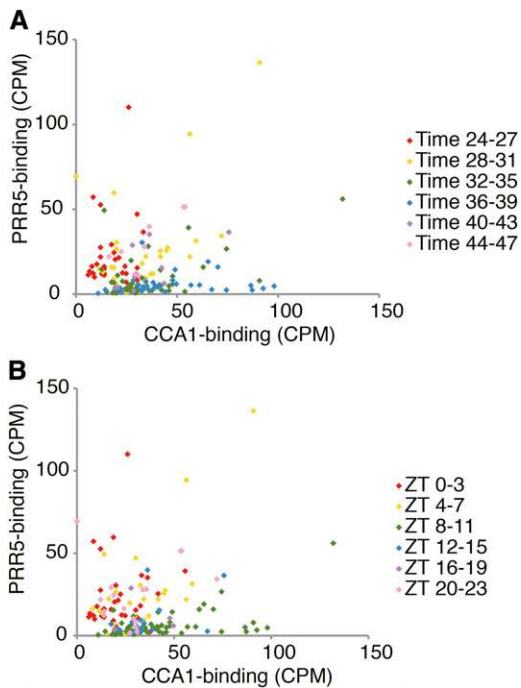 A
150
100
50
0
0
50
100
150
PRR5-binding (CPM)
CCA1-binding (CPM)
Time 24-27
Time 28-31
Time 32-35
Time 36-39
Time 40-43
Time 44-47
B
150
100
50
0
0
50
100
150
PRR5-binding (CPM)
CCA1-binding (CPM)
ZT 0-3
ZT 4-7
ZT 8-11
ZT 12-15
ZT 16-19
ZT 20-23